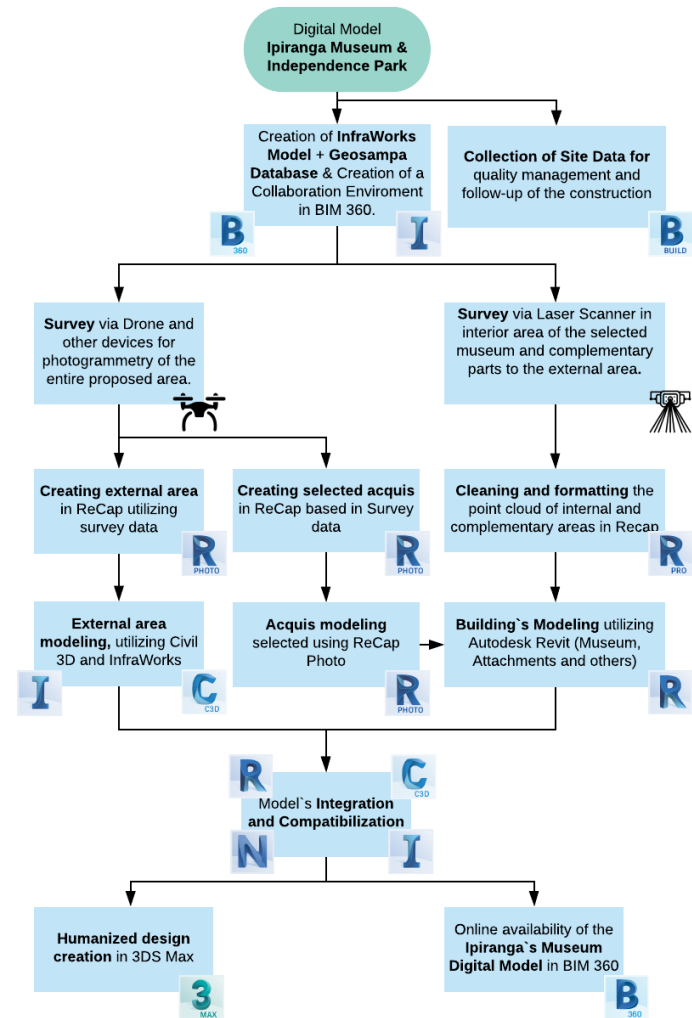 Digital Model
Ipiranga Museum &
Independence Park
Creation of InfraWorks
Model + Geosampa
Database & Creation of a
Collaboration Enviroment
in BIM 360.
B
360
I
Collection of Site Data for
quality management and
follow-up of the construction
B
BUILD
Survey via Drone and
other devices for
photogrammetry of the
entire proposed area.
Survey via Laser Scanner in
interior area of the selected
museum and complementary
parts to the external area.
Creating external area
in ReCap utilizing
survey data
R
PHOTO
Creating selected acquis
in ReCap based in Survey
data
R
PHOTO
Cleaning and formatting the
point cloud of internal and
complementary areas in Recap
R
PRO
External area
modeling, utilizing Civil
3D and InfraWorks
I
C
C3D
Acquis modeling
selected using ReCap
Photo
R
PHOTO
Building`s Modeling utilizing
Autodesk Revit (Museum,
Attachments and others)
R
R
C
C3D
Model`s Integration
and Compatibilization
N
I
Humanized design
creation in 3DS Max
3
MAX
Online availability of the
Ipiranga`s Museum
Digital Model in BIM 360
B
360